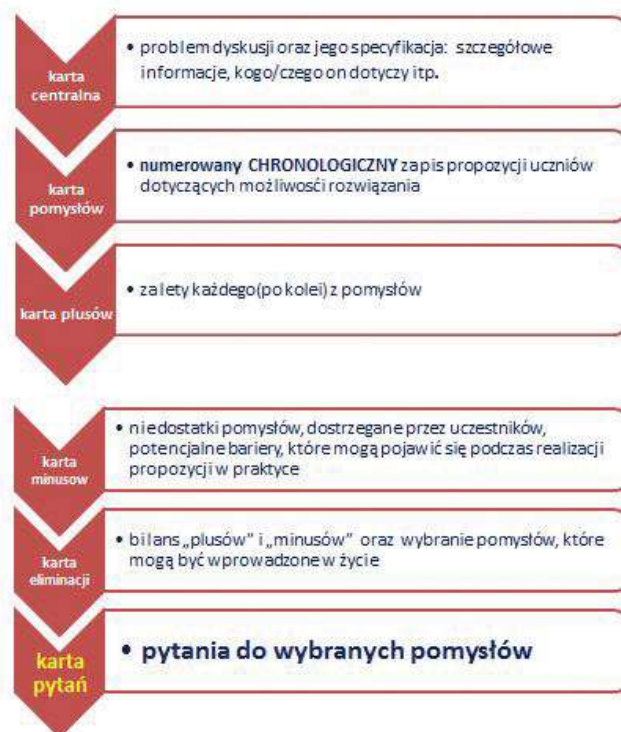 karta
centralna
• problem dyskusji oraz jego specyfikacja: szczegółowe
informacje, kogo/czego on dotyczy itp.
karta
pomysłów
• numerowany CHRONOLOGICZNY zapis propozycji uczniów
dotyczących możliwośći rozwiązania
karta plusów
• zalety każdego(po kolei) z pomysłów
karta
minusow
• niedostatki pomysłów, dostrzegane przez uczestników,
potencjalne bariery, które mogą pojawić się podczas realizacji
propozycji w praktyce
karta
eliminacji
• bilans „plusów” i „minusów” oraz wybranie pomysłów, które
mogą być wprowadzone w życie
karta
pytań
• pytania do wybranych pomysłów